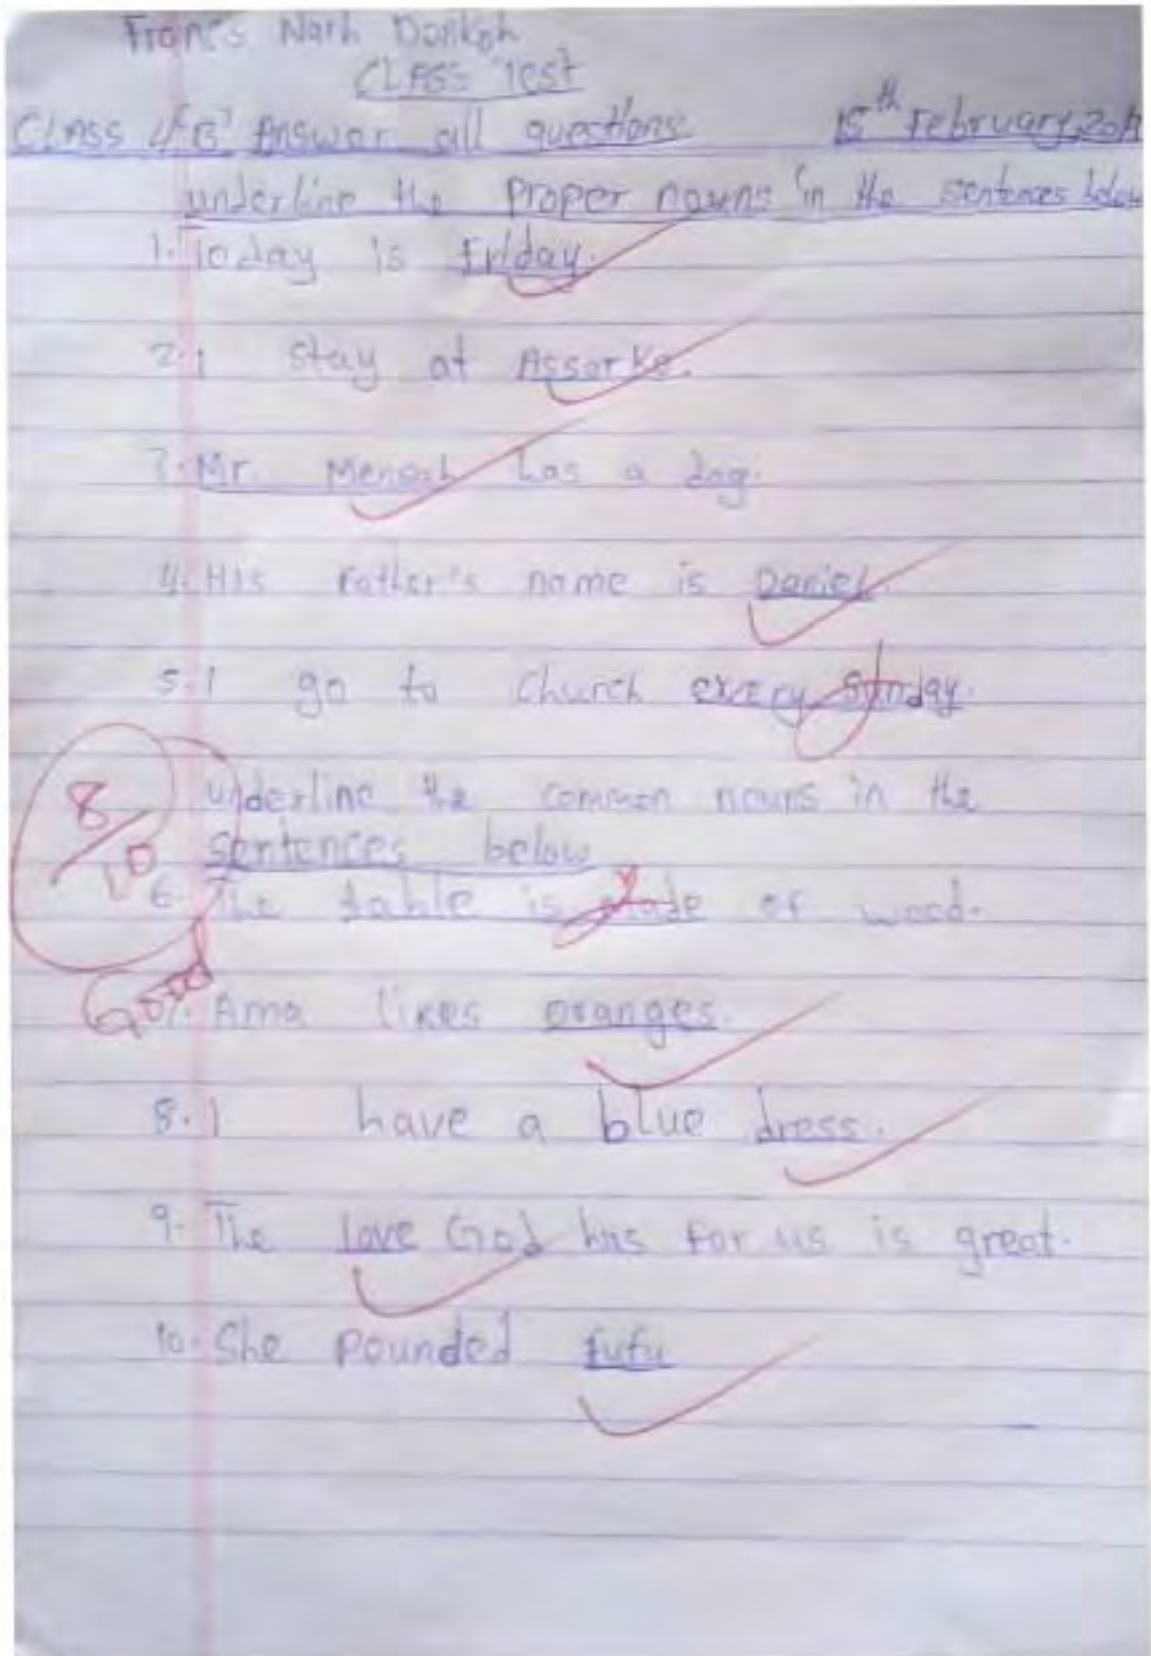 Francis Narh Donkoh
CLASS Test
Class 4'B' Answer all questions 15th February,
underline the proper nouns in the sentences below
1. Today is Friday.
2. I stay at Assorko.
3. Mr. Mensah has a dog.
4. His Father's name is Daniel.
5. I go to Church every Sunday.
8/10
underline the common nouns in the
sentences below
6. The table is made of wood.
Good
7. Ama likes oranges.
8. I have a blue dress.
9. The love God has for us is great.
10. She pounded fufu